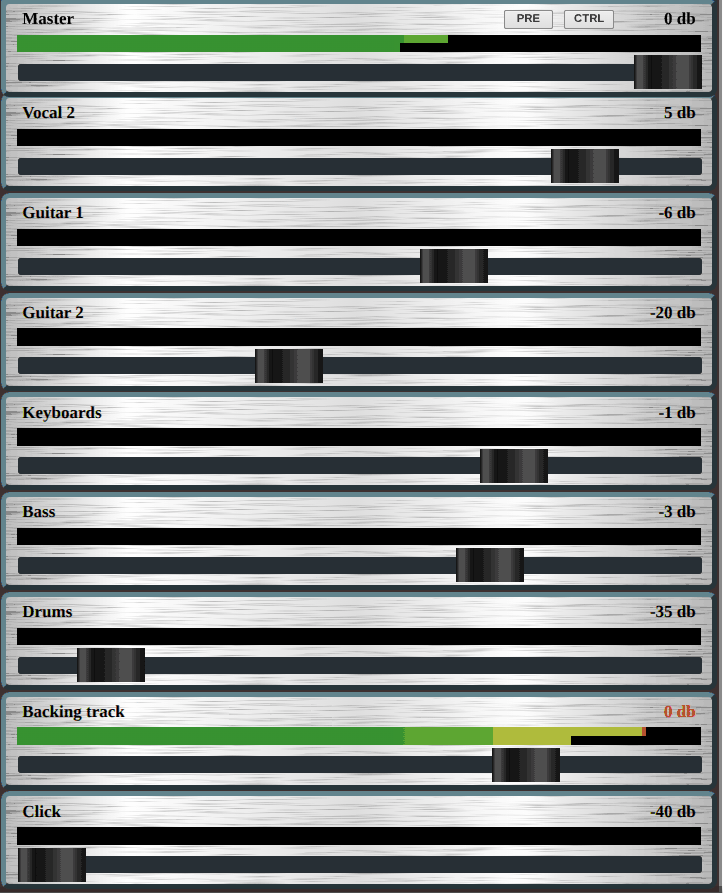 Master PRE CTRL 0 db
Vocal 2 5 db
Guitar 1 -6 db
Guitar 2 -20 db
Keyboards -1 db
Bass -3 db
Drums -35 db
Backing track 0 db
Click -40 db